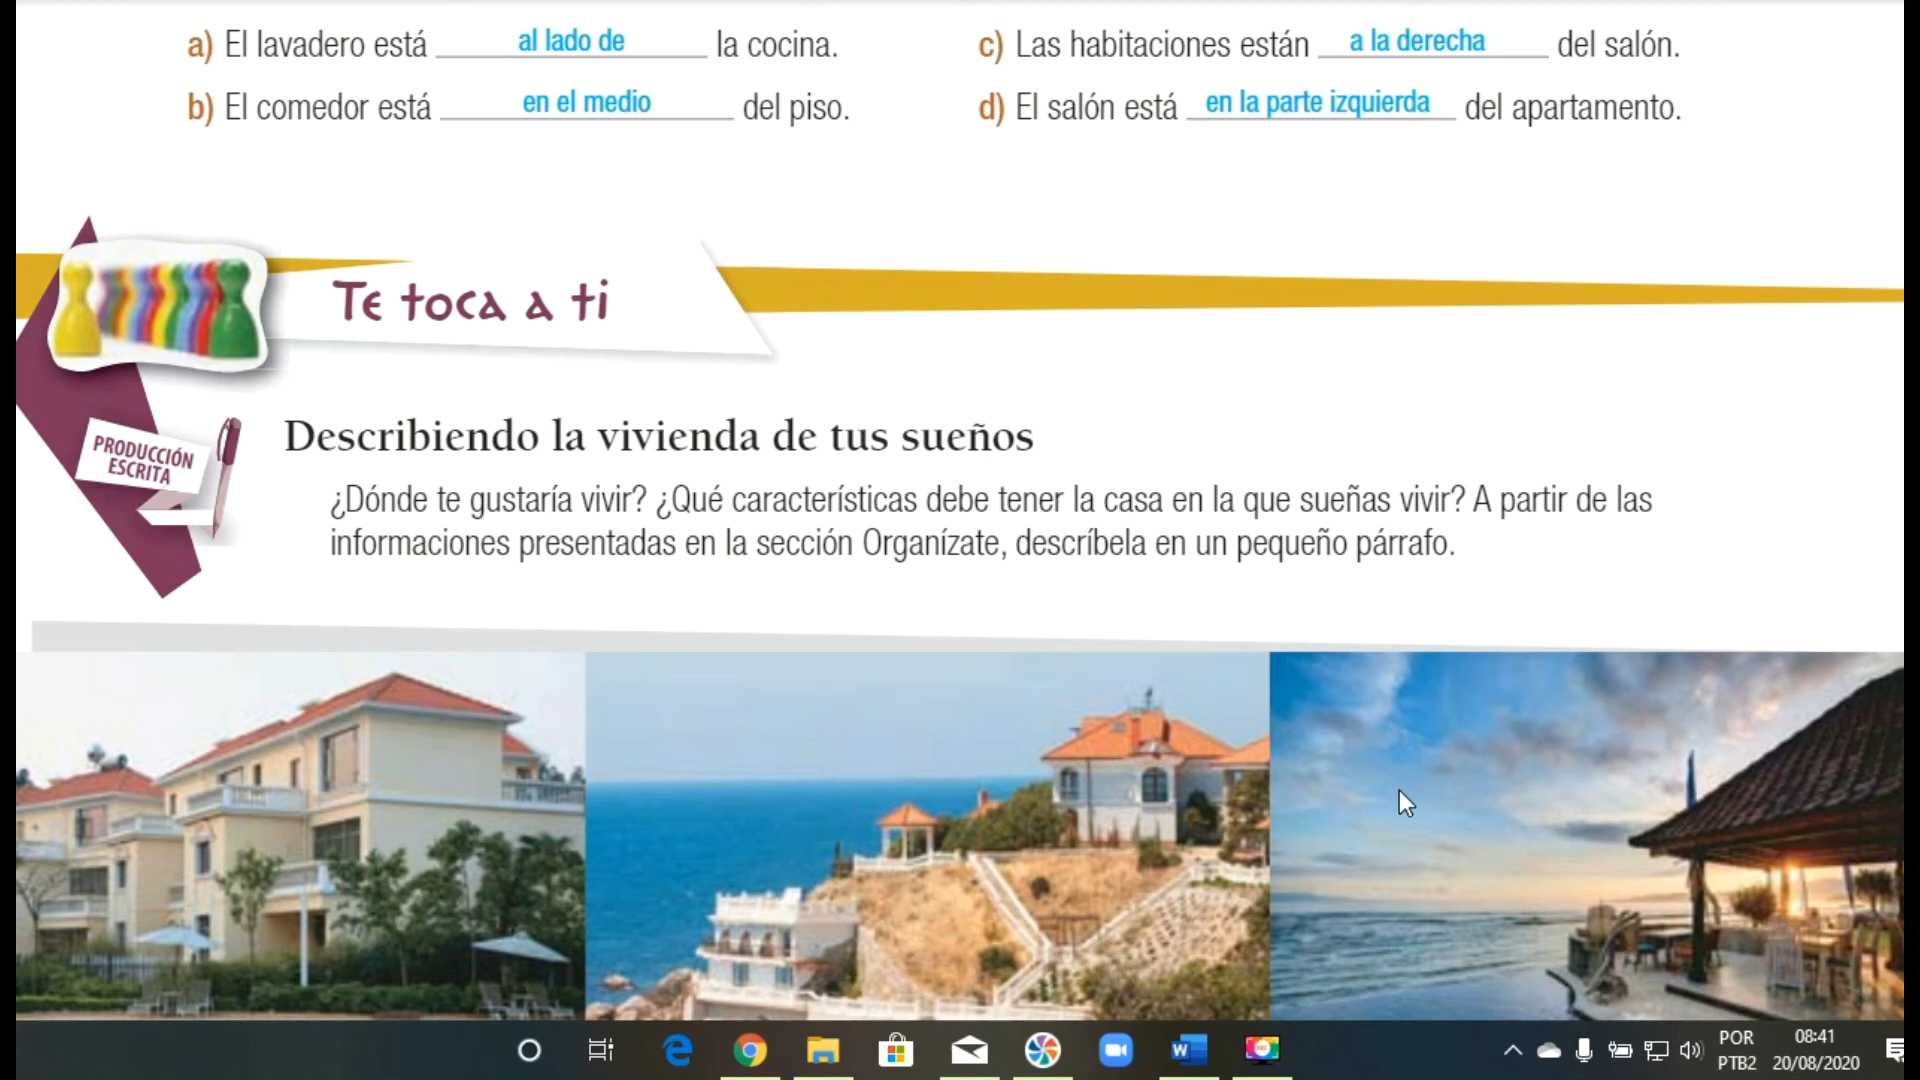 a) El lavadero está al lado de la cocina.
b) El comedor está en el medio del piso.
c) Las habitaciones están a la derecha del salón.
d) El salón está en la parte izquierda del apartamento.
Te toca a ti
PRODUCCIÓN
ESCRITA
Describiendo la vivienda de tus sueños
¿Dónde te gustaría vivir? ¿Qué características debe tener la casa en la que sueñas vivir? A partir de las
informaciones presentadas en la sección Organízate, descríbela en un pequeño párrafo.
POR
PTB2
08:41
20/08/2020